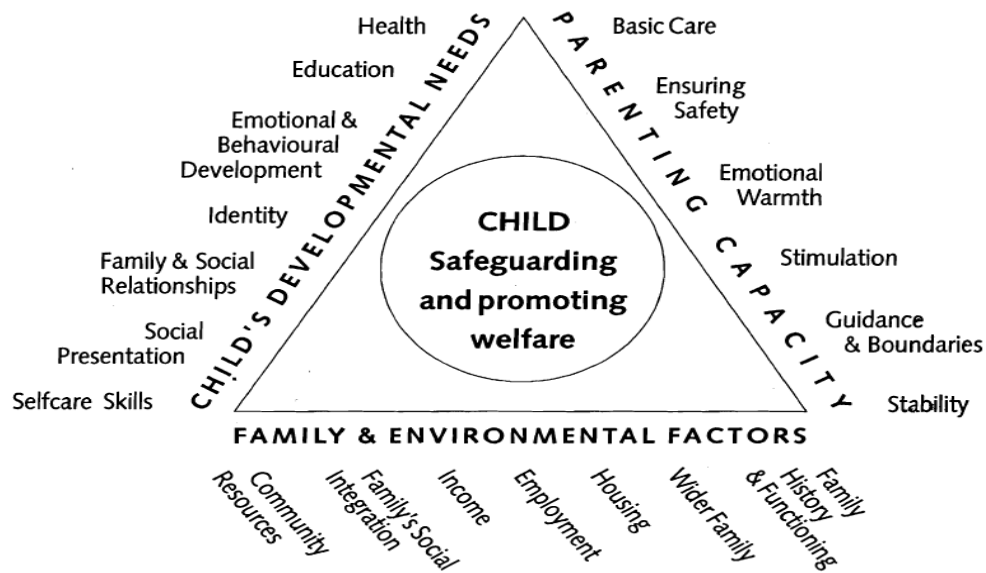 Health
Education
Emotional &
Behavioural
Development
Identity
Family & Social
Relationships
Social
Presentation
Selfcare Skills
CHILD'S DEVELOPMENTAL NEEDS
CHILD
Safeguarding
and promoting
welfare
PARENTING CAPACITY
Basic Care
Ensuring
Safety
Emotional
Warmth
Stimulation
Guidance
& Boundaries
Stability
FAMILY & ENVIRONMENTAL FACTORS
Community
Resources
Family's Social
Integration
Income
Employment
Housing
Wider Family
Family
History
& Functioning